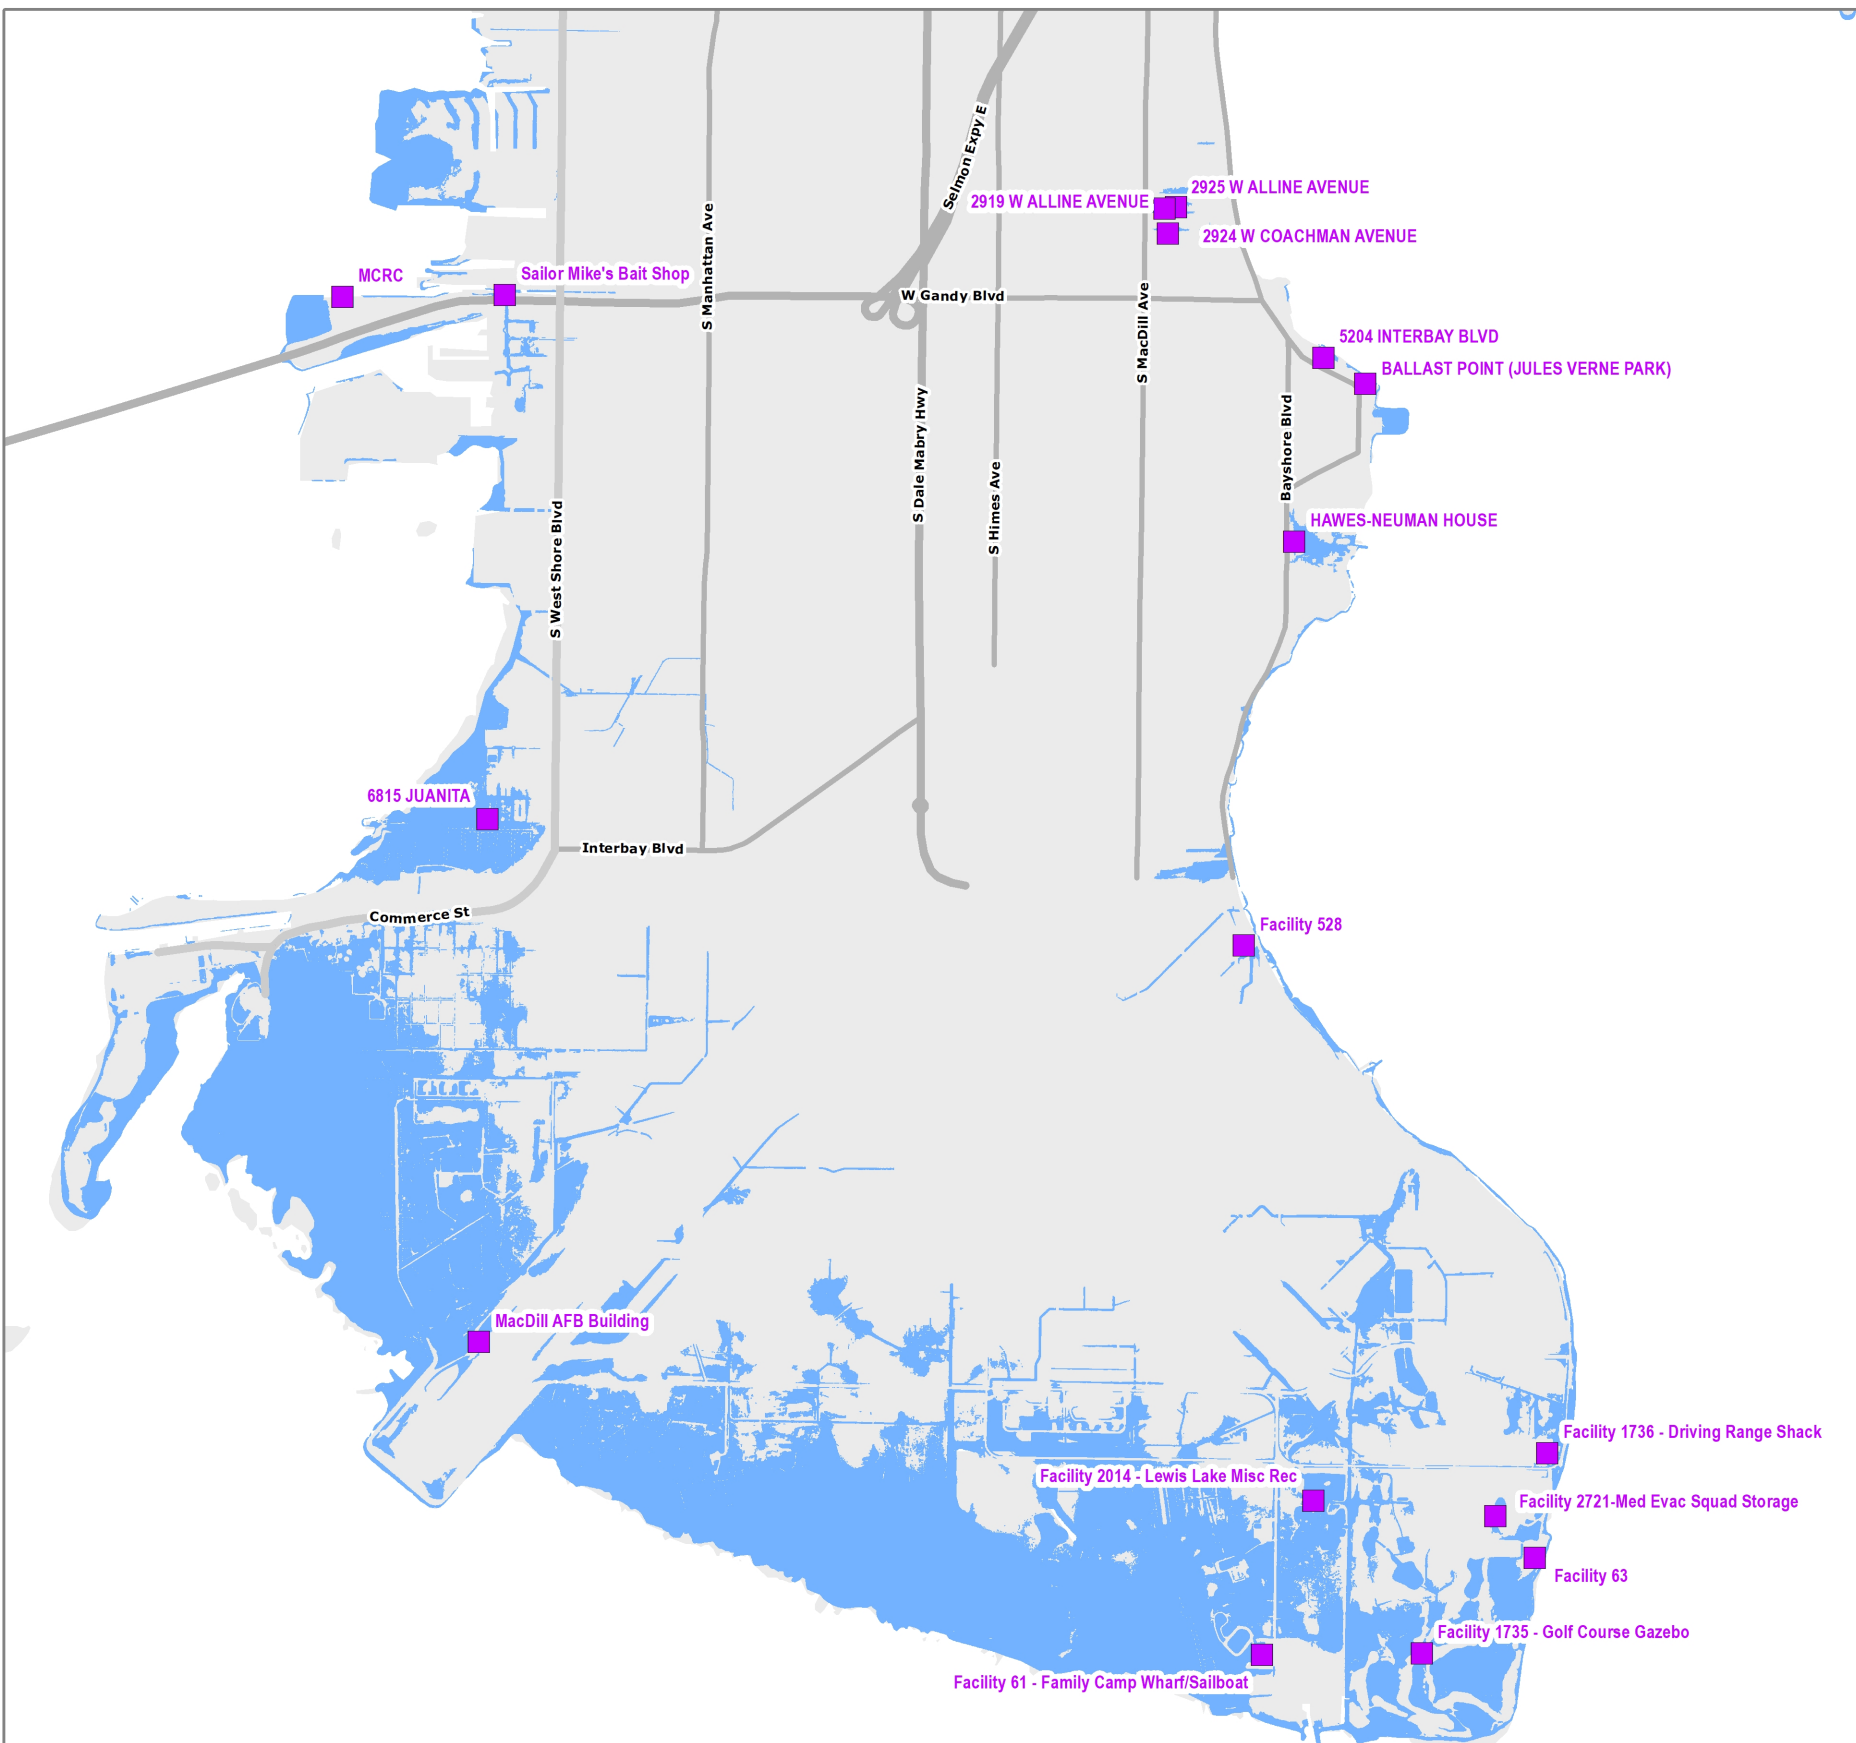 Selmon Expy E
2925 W ALLINE AVENUE
2919 W ALLINE AVENUE
2924 W COACHMAN AVENUE
S Manhattan Ave
MCRC
Sailor Mike's Bait Shop
W Gandy Blvd
S MacDill Ave
5204 INTERBAY BLVD
BALLAST POINT (JULES VERNE PARK)
S Dale Mabry Hwy
Bayshore Blvd
S Himes Ave
S West Shore Blvd
HAWES-NEUMAN HOUSE
6815 JUANITA
Interbay Blvd
Commerce St
Facility 528
MacDill AFB Building
Facility 1736 - Driving Range Shack
Facility 2014 - Lewis Lake Misc Rec
Facility 2721-Med Evac Squad Storage
Facility 63
Facility 1735 - Golf Course Gazebo
Facility 61 - Family Camp Wharf/Sailboat